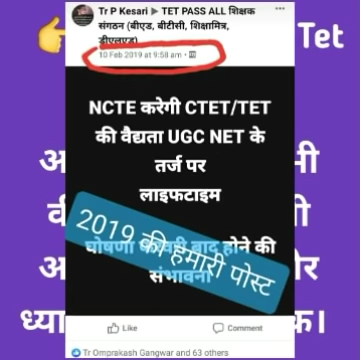 Tet
Tr P Kesari ▶ TET PASS ALL शिक्षक
संगठन (बीएड, बीटीसी, शिक्षामित्र,
डीएलएड)
10 Feb 2019 at 9:58 am
NCTE करेगी CTET/TET
की वैद्यता UGC NET के
तर्ज पर
लाइफटाइम
घोषणा बाद होने की
संभावना
2019 की हमारी पोस्ट
Like Comment
Tr Omprakash Gangwar and 63 others